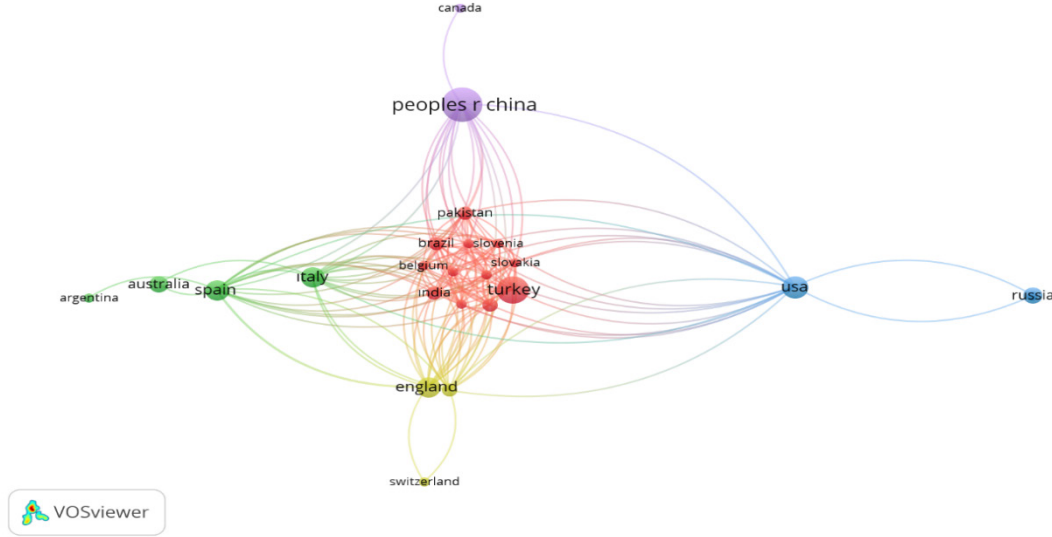 canada
peoples r china
pakistan
brazil
slovenia
belgium
slovakia
italy
india
turkey
argentina
australia
spain
usa
russia
england
switzerland
VOSviewer